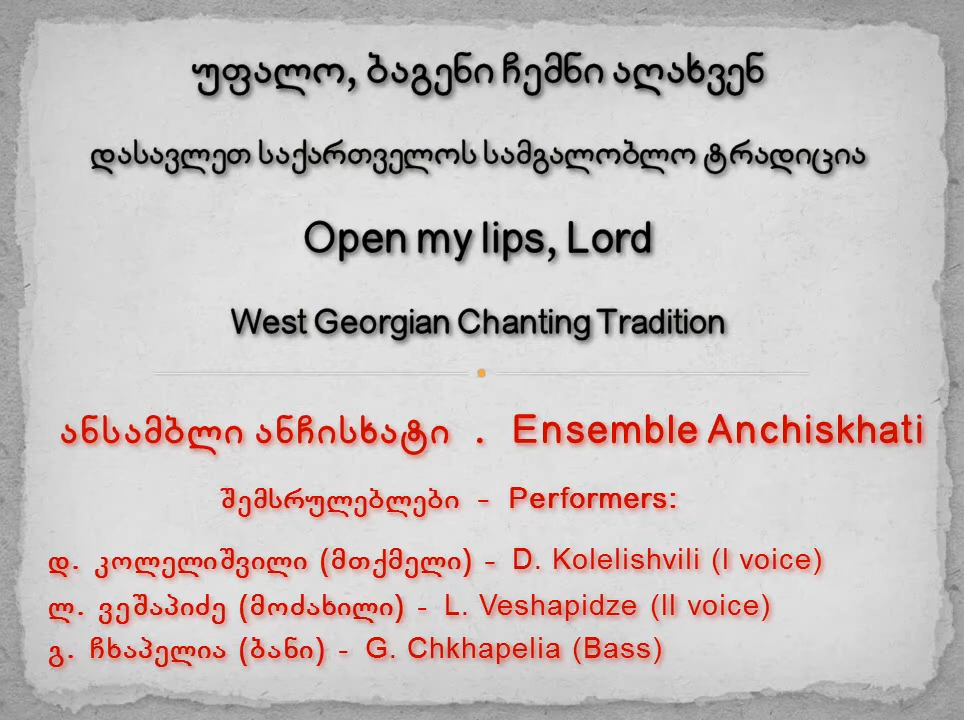 უფალო, ბაგენი ჩემნი აღახვენ
დასავლეთ საქართველოს სამგალობლო ტრადიცია
Open my lips, Lord
West Georgian Chanting Tradition
ანსამბლი ანჩისხატი . Ensemble Anchiskhati
შემსრულებლები - Performers:
დ. კოლელიშვილი (მთქმელი) - D. Kolelishvili (I voice)
ლ. ვეშაპიძე (მოძახილი) - L. Veshapidze (II voice)
გ. ჩხაპელია (ბანი) - G. Chkhapelia (Bass)